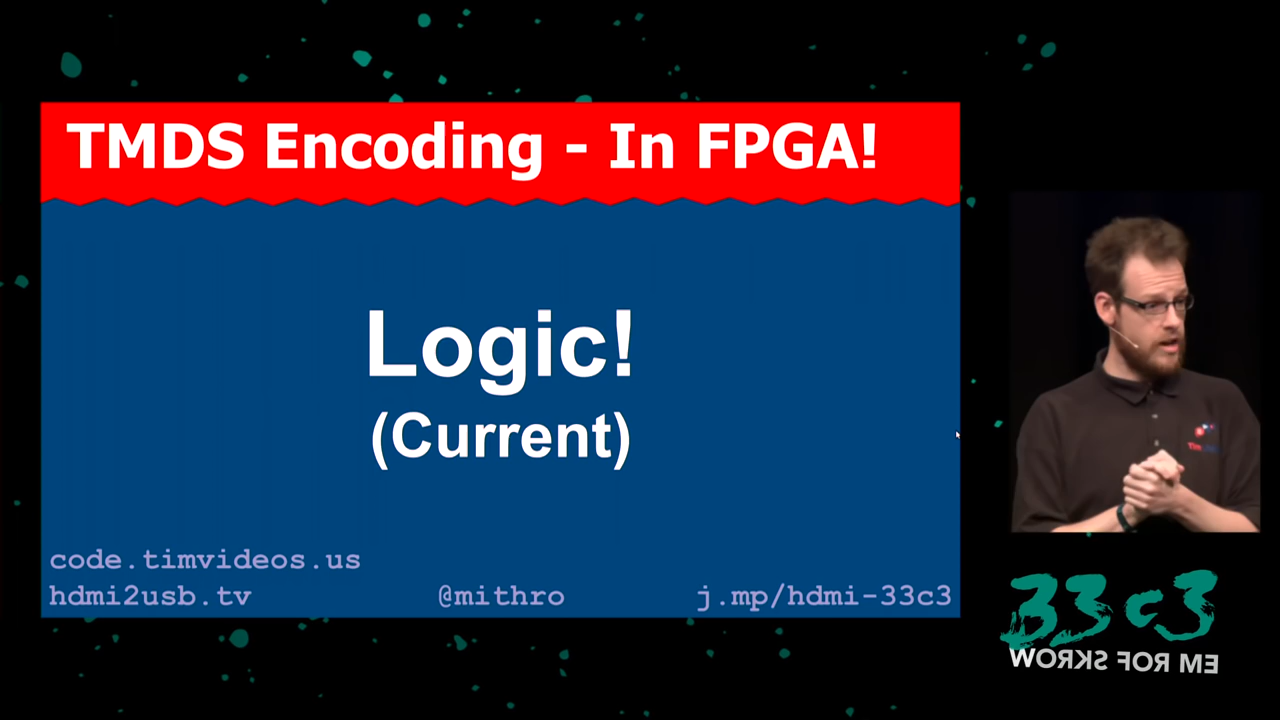 TMDS Encoding - In FPGA!
Logic!
(Current)
code.timvideos.us
hdmi2usb.tv
@mithro
j.mp/hdmi-33c3
33c3
WORKS FOR ME